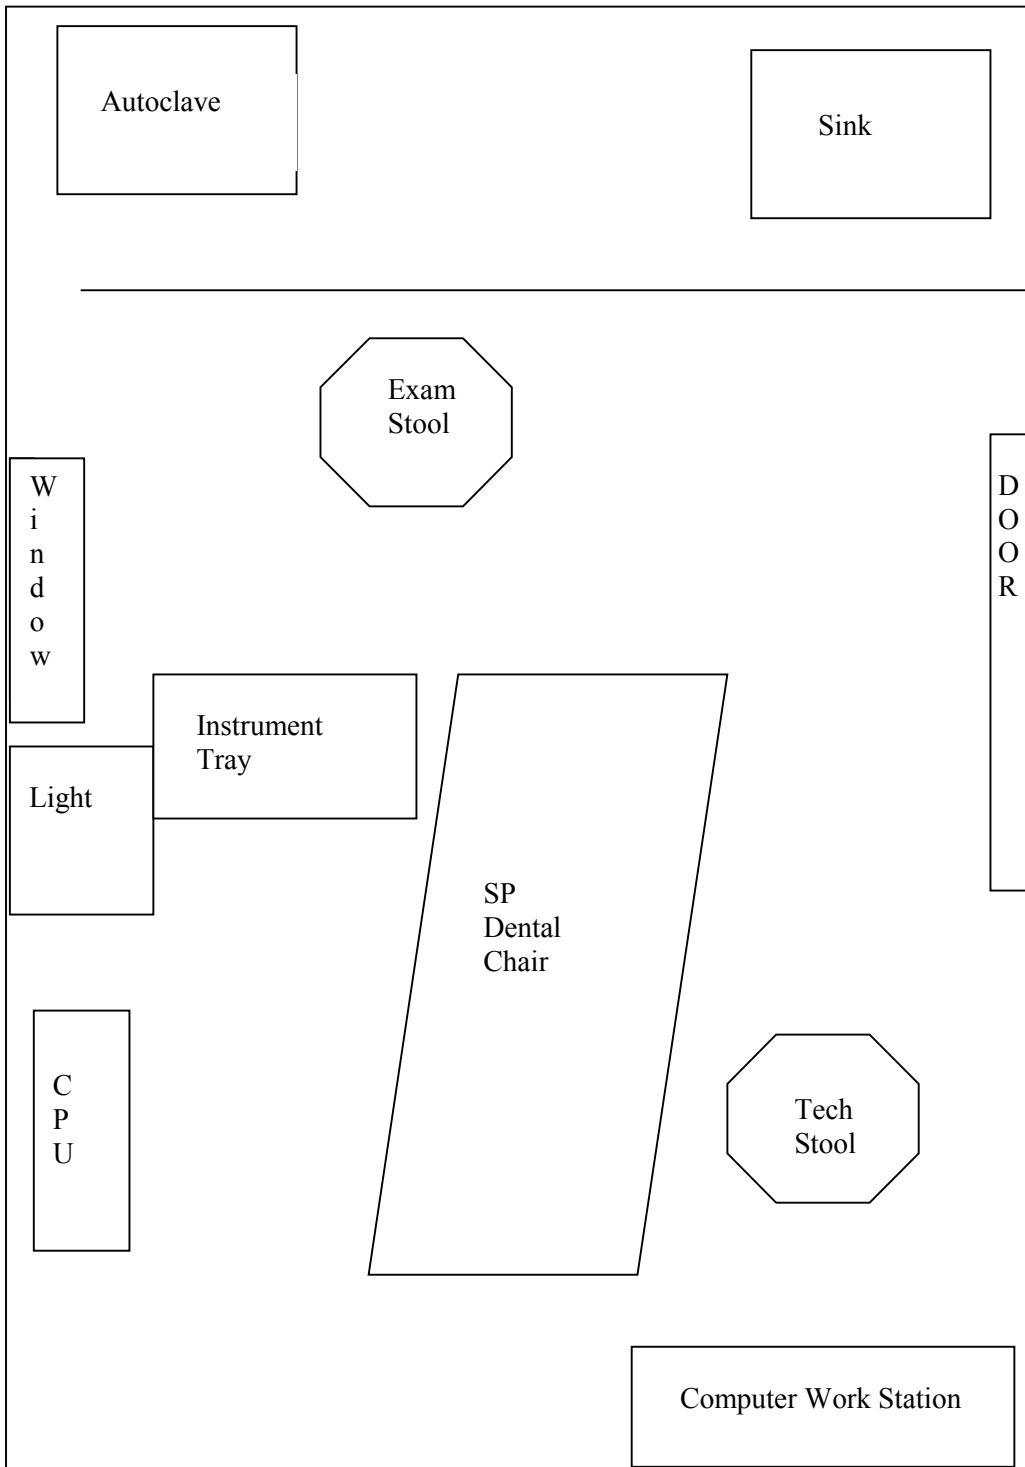 Autoclave
Sink
Exam
Stool
W
i
n
d
o
w
D
O
O
R
Instrument
Tray
Light
SP
Dental
Chair
C
P
U
Tech
Stool
Computer Work Station